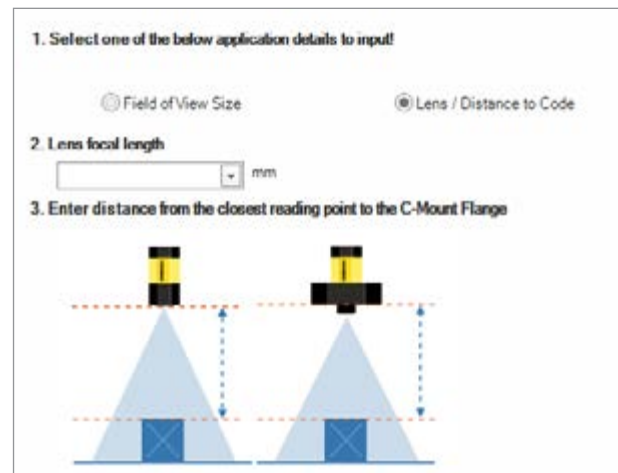 1. Select one of the below application details to input!
Field of View Size
Lens / Distance to Code
2. Lens focal length
mm
3. Enter distance from the closest reading point to the C-Mount Flange